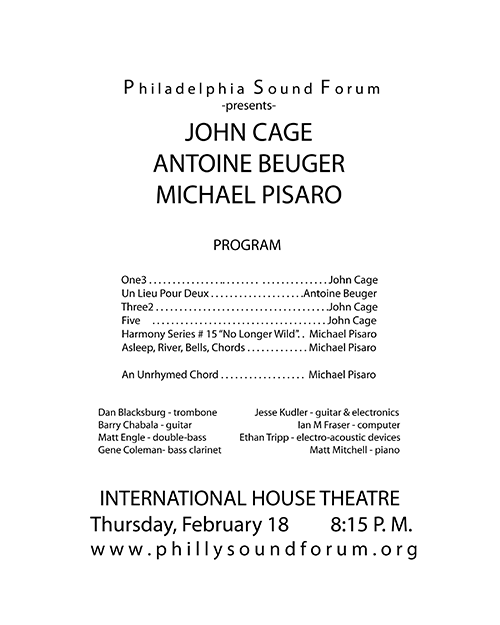 Philadelphia Sound Forum
-presents-
JOHN CAGE
ANTOINE BEUGER
MICHAEL PISARO
PROGRAM
One3 . . . . . . . . . . . . . . . . . . . . . . . . . . . . . . . . . . . . . . John Cage
Un Lieu Pour Deux . . . . . . . . . . . . . . . . . . . . Antoine Beuger
Three2 . . . . . . . . . . . . . . . . . . . . . . . . . . . . . . . . . . . . . John Cage
Five . . . . . . . . . . . . . . . . . . . . . . . . . . . . . . . . . . . . . John Cage
Harmony Series # 15 “No Longer Wild”. . Michael Pisaro
Asleep, River, Bells, Chords . . . . . . . . . . . . . Michael Pisaro
An Unrhymed Chord . . . . . . . . . . . . . . . . . . Michael Pisaro
Dan Blacksburg - trombone
Barry Chabala - guitar
Matt Engle - double-bass
Gene Coleman- bass clarinet
Jesse Kudler - guitar & electronics
Ian M Fraser - computer
Ethan Tripp - electro-acoustic devices
Matt Mitchell - piano
INTERNATIONAL HOUSE THEATRE
Thursday, February 18 8:15 P. M.
www.phillysoundforum.org